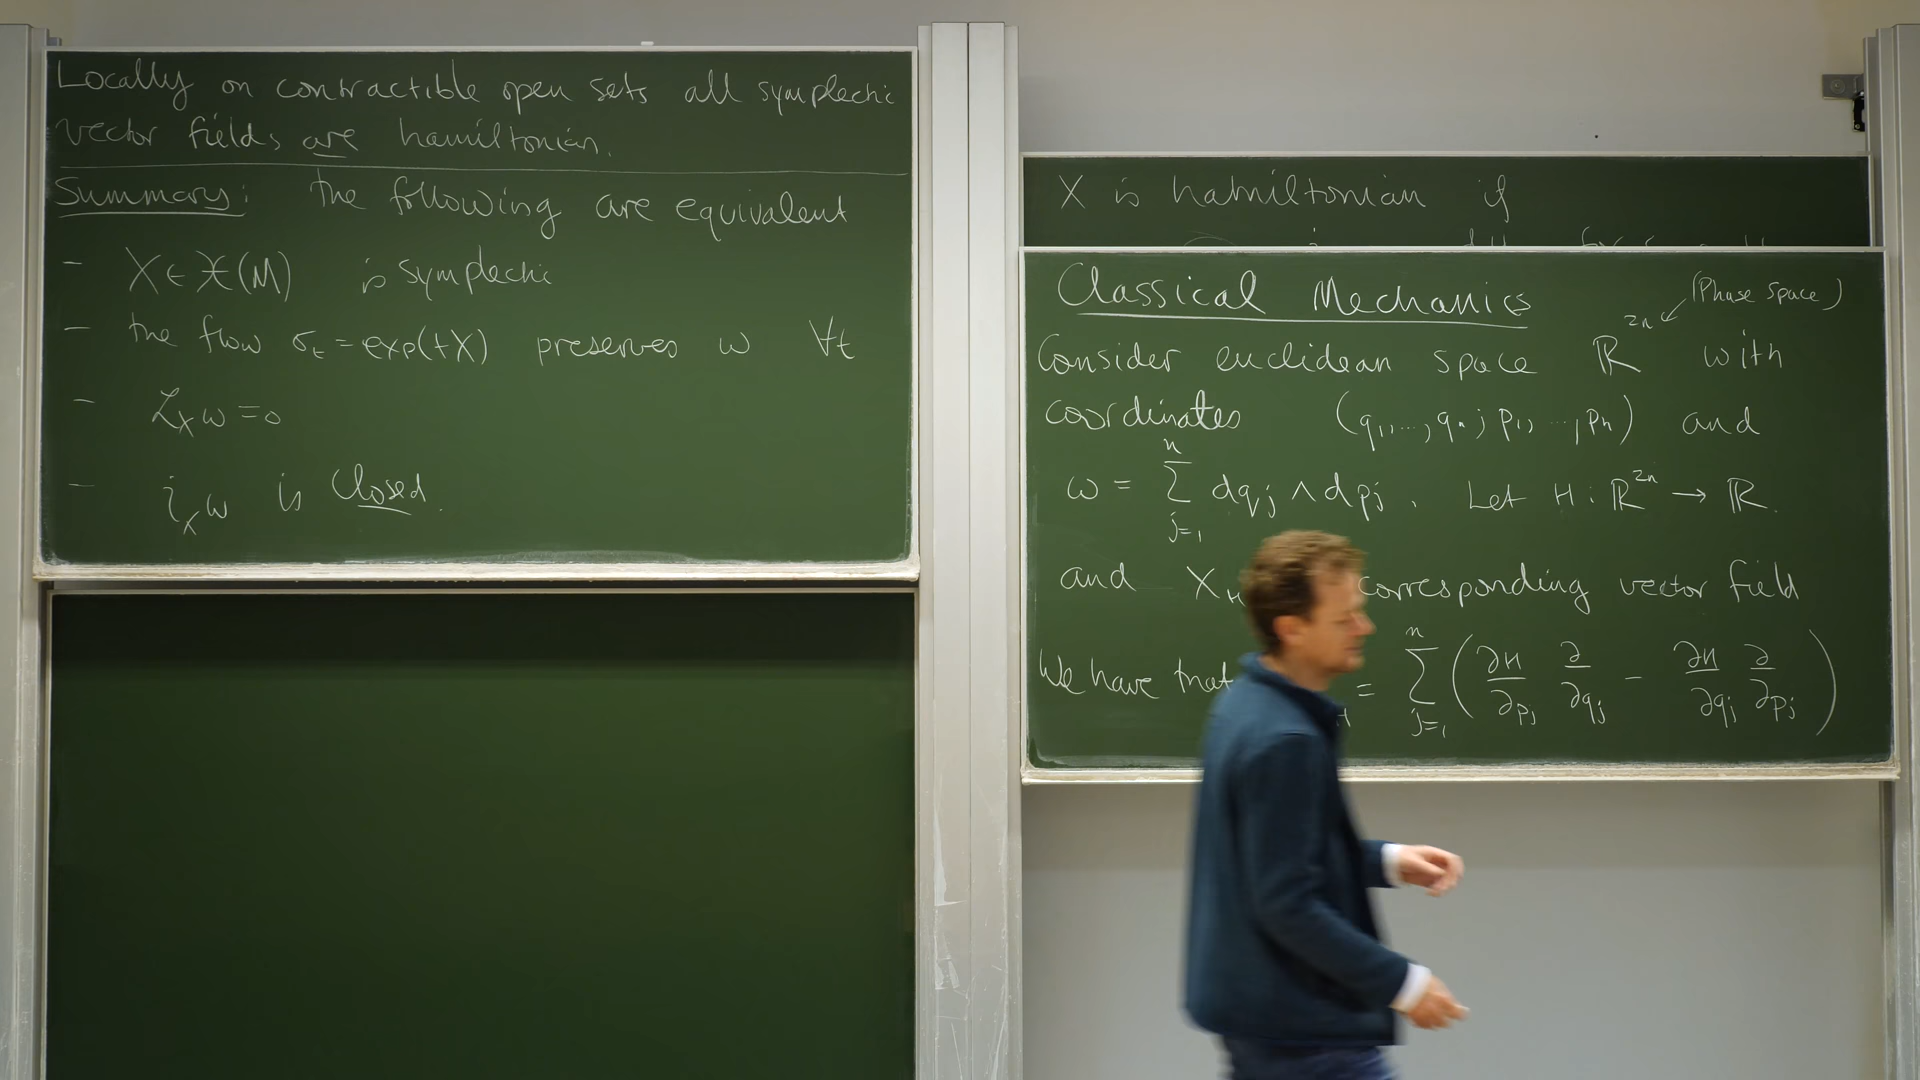 Locally on contractible open sets all symplectic
vector fields are hamiltonian.
Summary: the following are equivalent
- X ∈ 𝔛(M) is symplectic
- the flow σ_t = exp(tX) preserves ω ∀t
- ℒ_X ω = 0
- i_X ω is closed.
X is hamiltonian if
Classical Mechanics
(Phase space)
Consider euclidean space ℝ^{2n} with
coordinates (q_1, ..., q_n; p_1, ..., p_n) and
ω = \sum_{j=1}^{n} dq_j ∧ dp_j. Let H : ℝ^{2n} → ℝ.
and X_H corresponding vector field
We have that = \sum_{j=1}^{n} ( ∂H/∂p_j ∂/∂q_j - ∂H/∂q_j ∂/∂p_j )